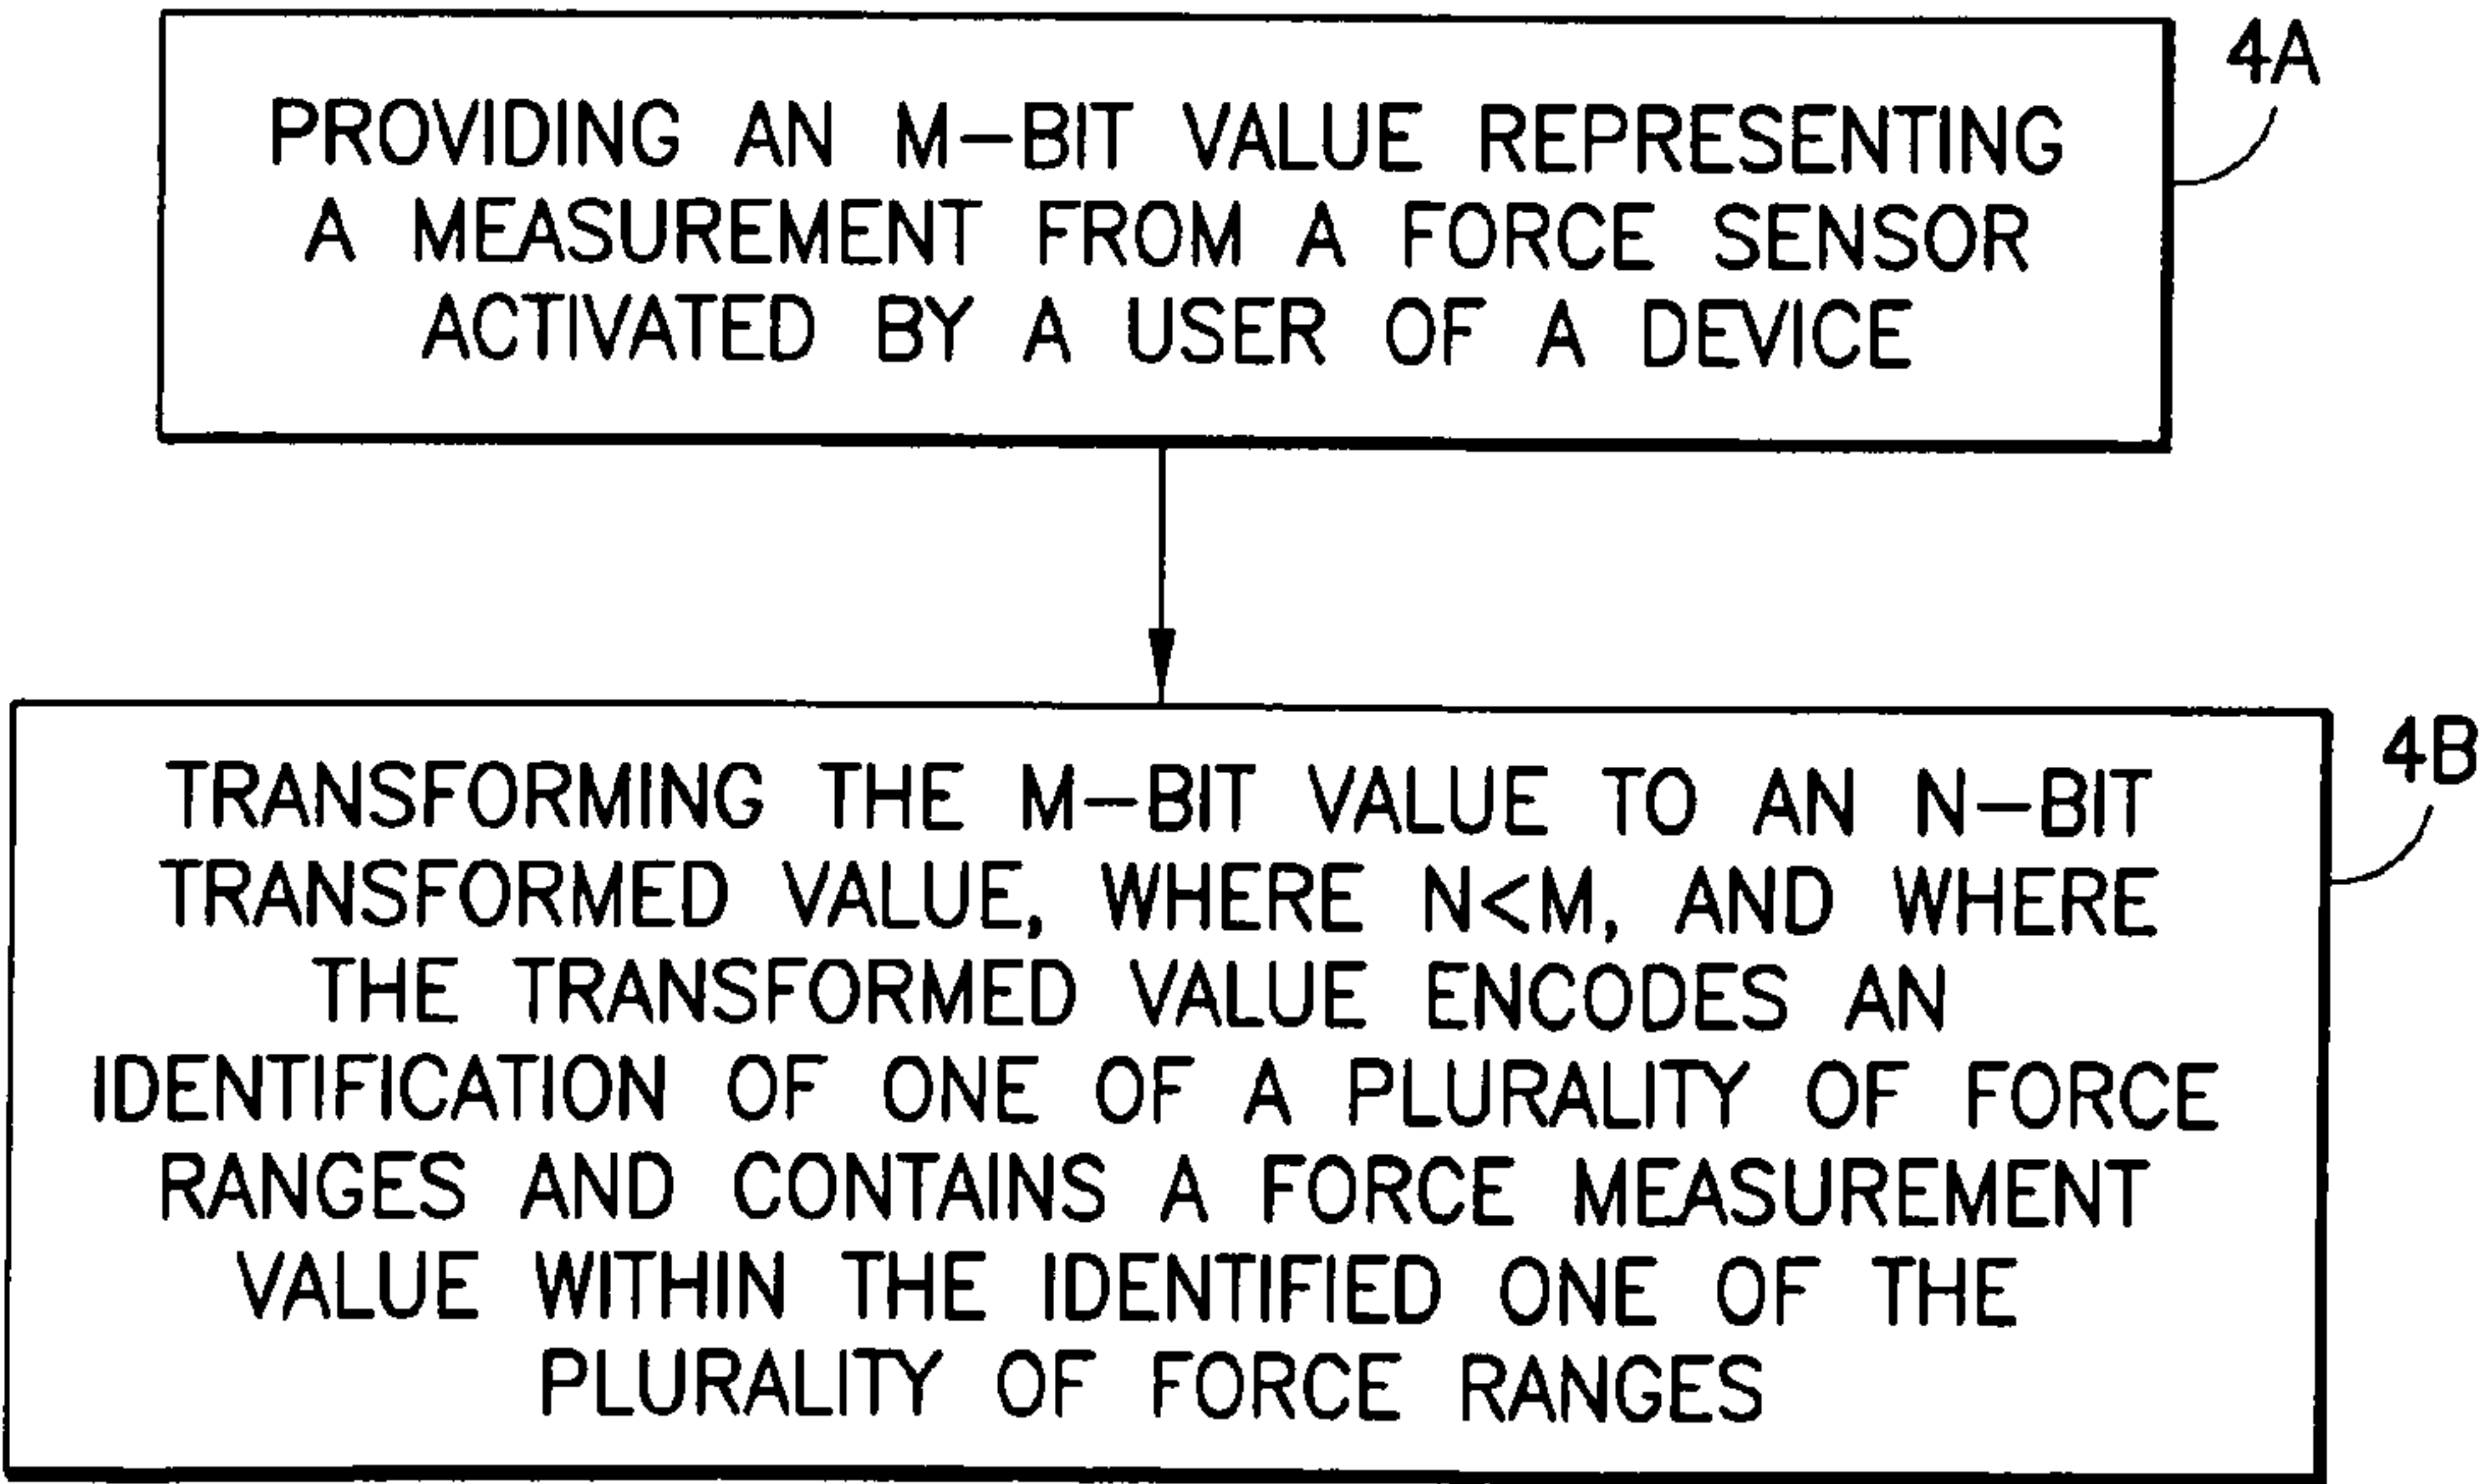 4A
PROVIDING AN M-BIT VALUE REPRESENTING
A MEASUREMENT FROM A FORCE SENSOR
ACTIVATED BY A USER OF A DEVICE
4B
TRANSFORMING THE M-BIT VALUE TO AN N-BIT
TRANSFORMED VALUE, WHERE N<M, AND WHERE
THE TRANSFORMED VALUE ENCODES AN
IDENTIFICATION OF ONE OF A PLURALITY OF FORCE
RANGES AND CONTAINS A FORCE MEASUREMENT
VALUE WITHIN THE IDENTIFIED ONE OF THE
PLURALITY OF FORCE RANGES